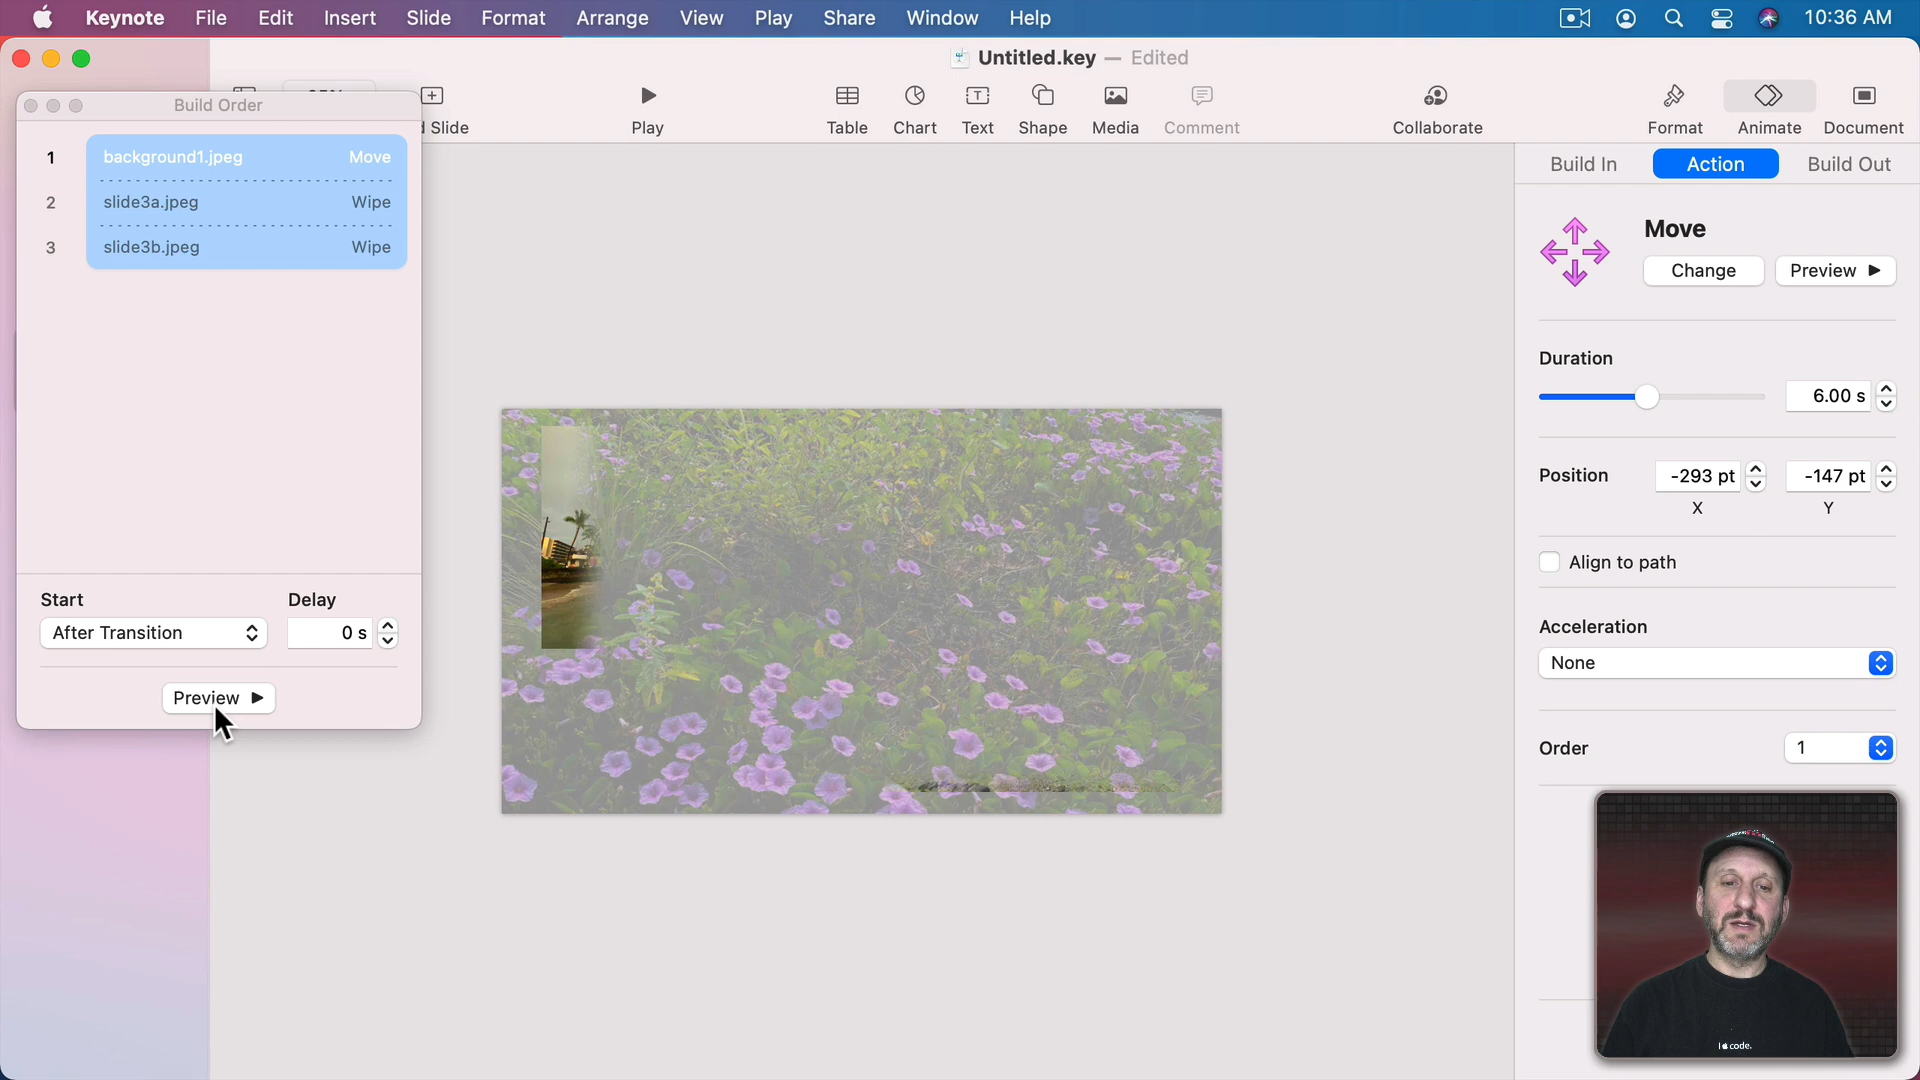 Keynote File Edit Insert Slide Format Arrange View Play Share Window Help 10:36 AM
Untitled.key — Edited
Build Order
d Slide Play Table Chart Text Shape Media Comment Collaborate Format Animate Document
1 background1.jpeg Move
2 slide3a.jpeg Wipe
3 slide3b.jpeg Wipe
Start Delay
After Transition 0 s
Preview
Build In Action Build Out
Move
Change Preview
Duration
6.00 s
Position -293 pt -147 pt
X Y
Align to path
Acceleration
None
Order 1
I code.